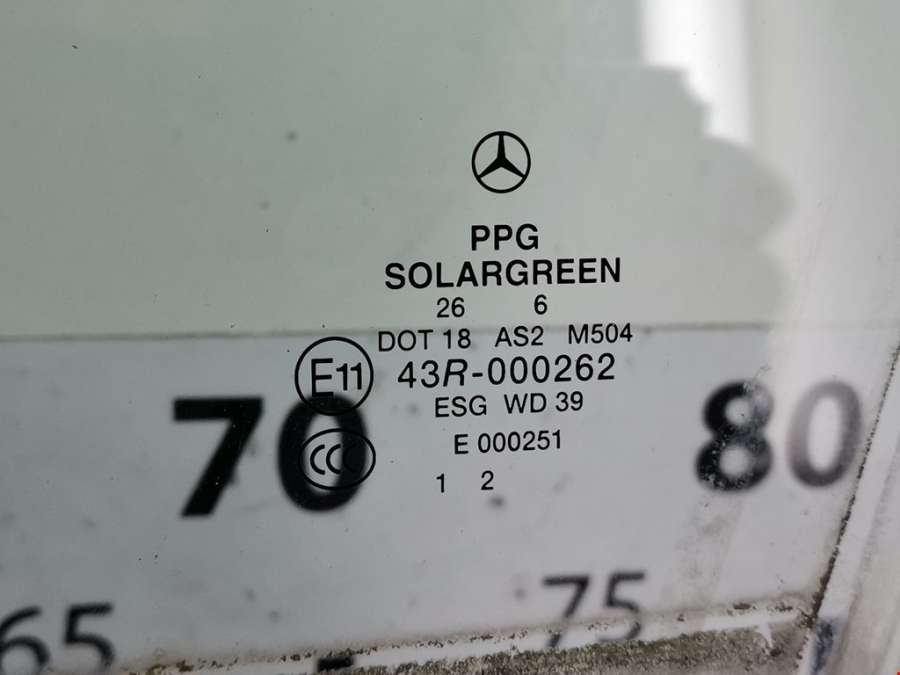 PPG
SOLARGREEN
26 6
DOT 18 AS2 M504
E11 43R-000262
ESG WD 39
CCC E 000251
1 2
70 80
65 75